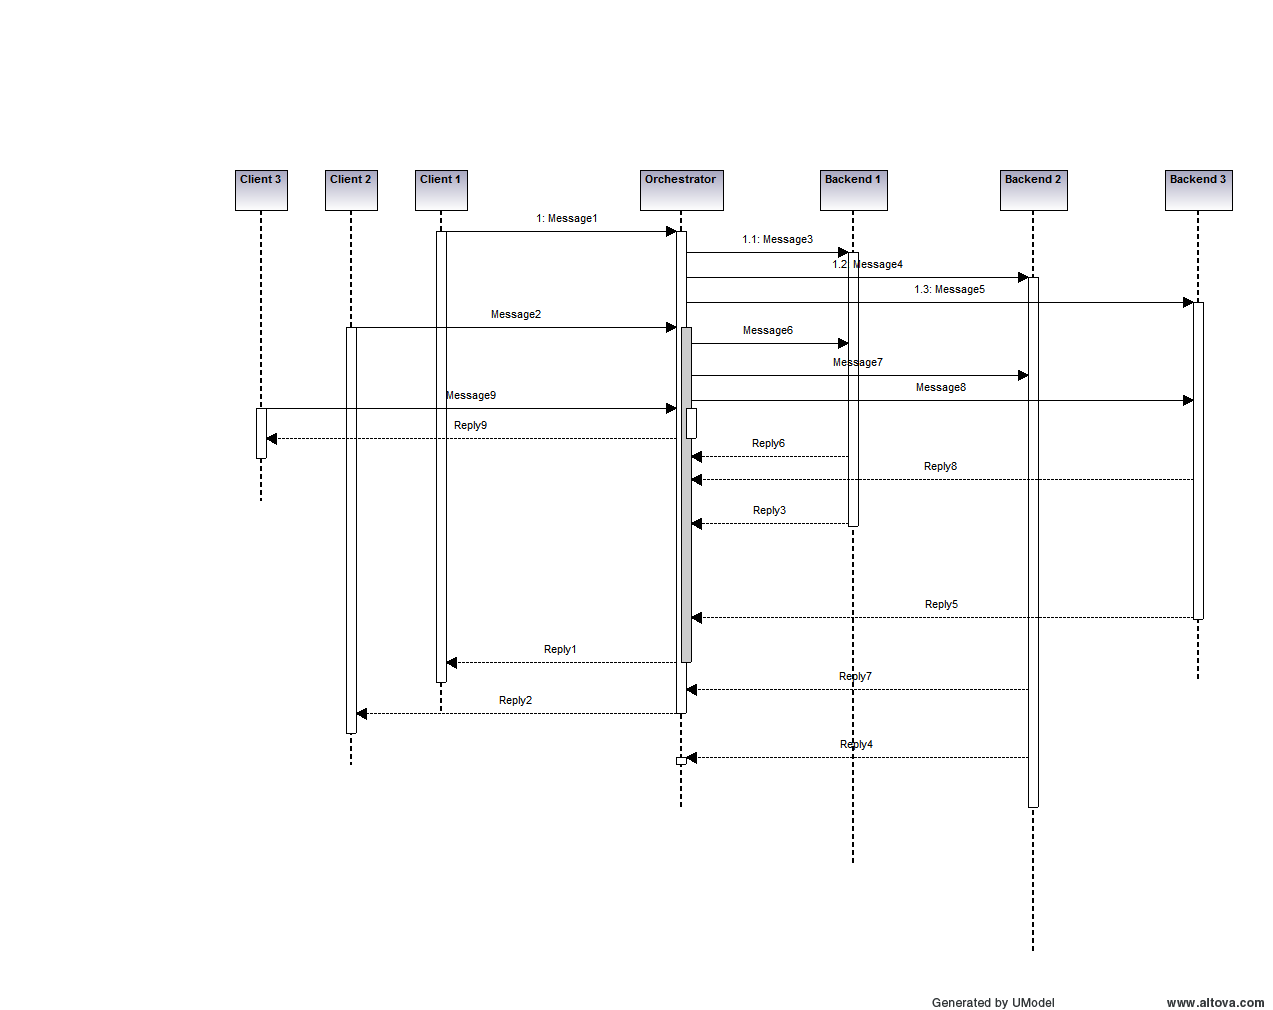 Client 3
Client 2
Client 1
Orchestrator
Backend 1
Backend 2
Backend 3
1: Message1
1.1: Message3
1.2: Message4
1.3: Message5
Message2
Message6
Message7
Message8
Message9
Reply9
Reply6
Reply8
Reply3
Reply5
Reply1
Reply7
Reply2
Reply4
Generated by UModel
www.altova.com